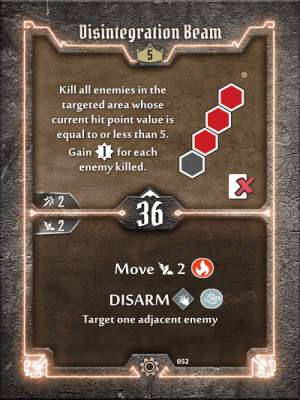 Disintegration Beam
5
Kill all enemies in the
targeted area whose
current hit point value is
equal to or less than 5.
Gain 1 for each
enemy killed.
2
36
2
Move 2
DISARM
Target one adjacent enemy
052